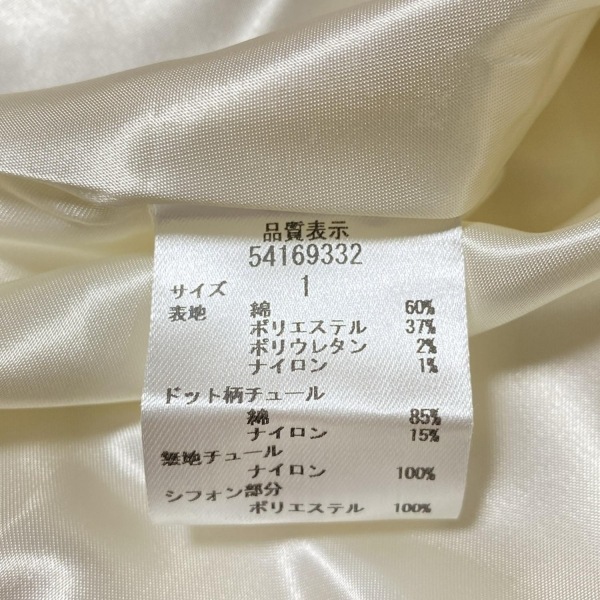 品質表示
54169332
サイズ 1
表地 綿 60%
ポリエステル 37%
ポリウレタン 2%
ナイロン 1%
ドット柄チュール
綿 85%
ナイロン 15%
無地チュール
ナイロン 100%
シフォン部分
ポリエステル 100%